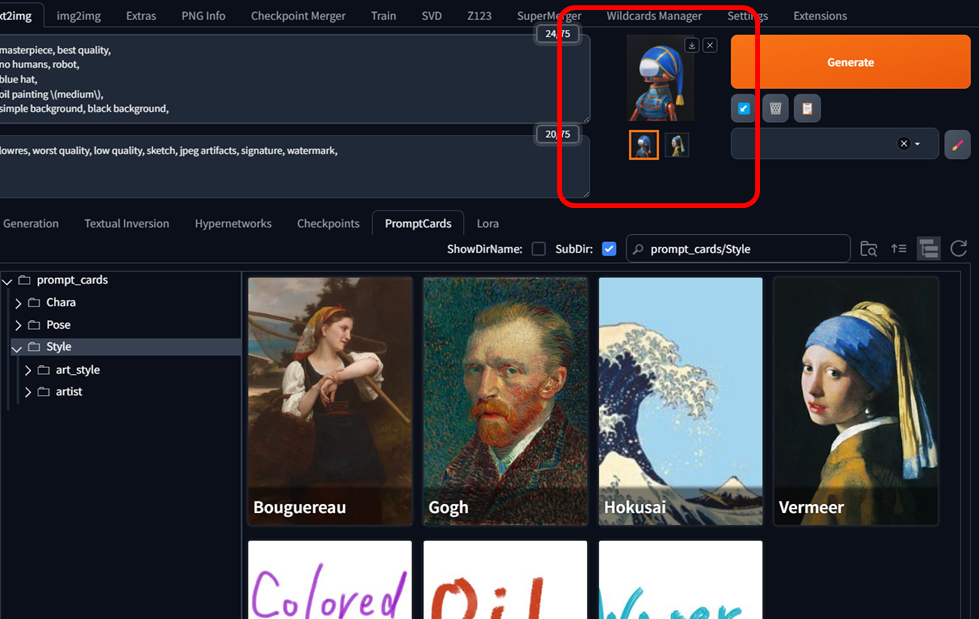 xt2img img2img Extras PNG Info Checkpoint Merger Train SVD Z123 SuperMerger Wildcards Manager Settings Extensions
24/75
masterpiece, best quality,
no humans, robot,
blue hat,
oil painting \(medium\),
simple background, black background,
Generate
20/75
lowres, worst quality, low quality, sketch, jpeg artifacts, signature, watermark,
Generation Textual Inversion Hypernetworks Checkpoints PromptCards Lora
ShowDirName: SubDir: prompt_cards/Style
prompt_cards
Chara
Pose
Style
art_style
artist
Bouguereau Gogh Hokusai Vermeer
Colored Oil Water